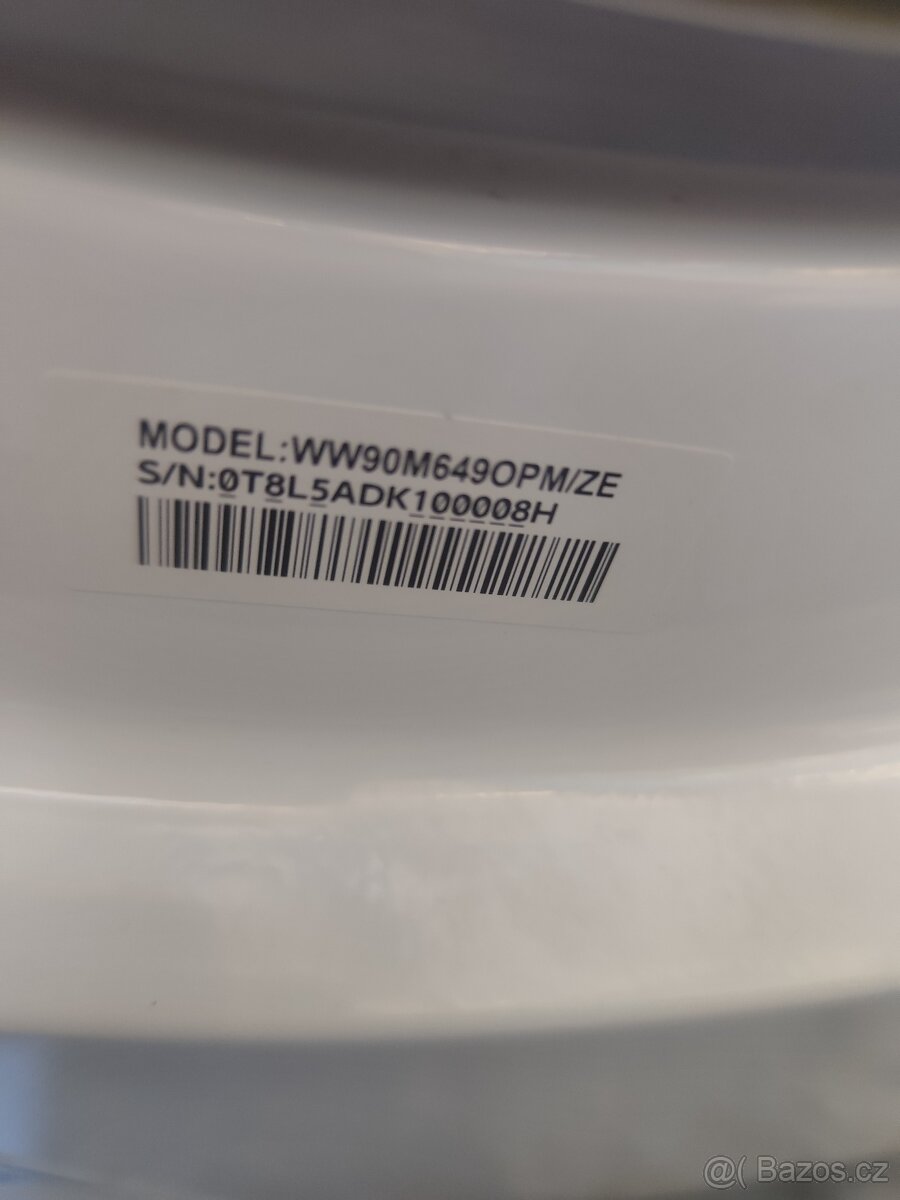 MODEL:WW90M649OPM/ZE
S/N:0T8L5ADK100008H
@( Bazos.cz